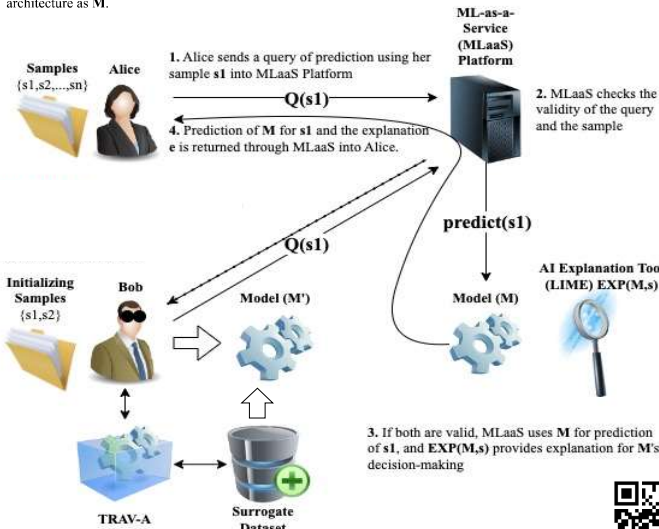 architecture as M.
ML-as-a-
Service
(MLaaS)
Platform
1. Alice sends a query of prediction using her
sample s1 into MLaaS Platform
Samples
{s1,s2,...,sn}
Alice
Q(s1)
2. MLaaS checks the
validity of the query
and the sample
4. Prediction of M for s1 and the explanation
e is returned through MLaaS into Alice.
predict(s1)
Q(s1)
Initializing
Samples
{s1,s2}
Bob
Model (M')
Model (M)
AI Explanation Too
(LIME) EXP(M,s)
3. If both are valid, MLaaS uses M for prediction
of s1, and EXP(M,s) provides explanation for M's
decision-making
TRAV-A
Surrogate
Dataset